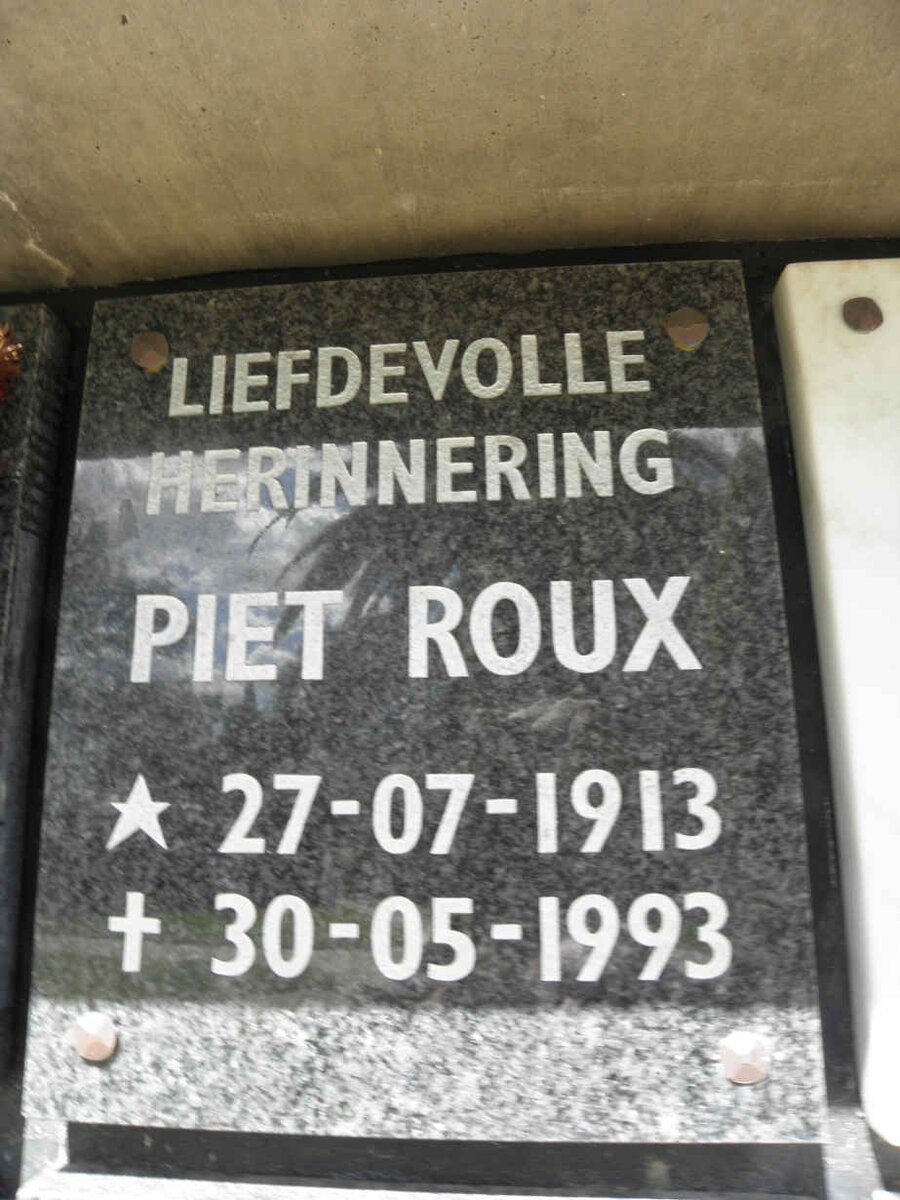 LIEFDEVOLLE
HERINNERING
PIET ROUX
★ 27-07-1913
✝ 30-05-1993